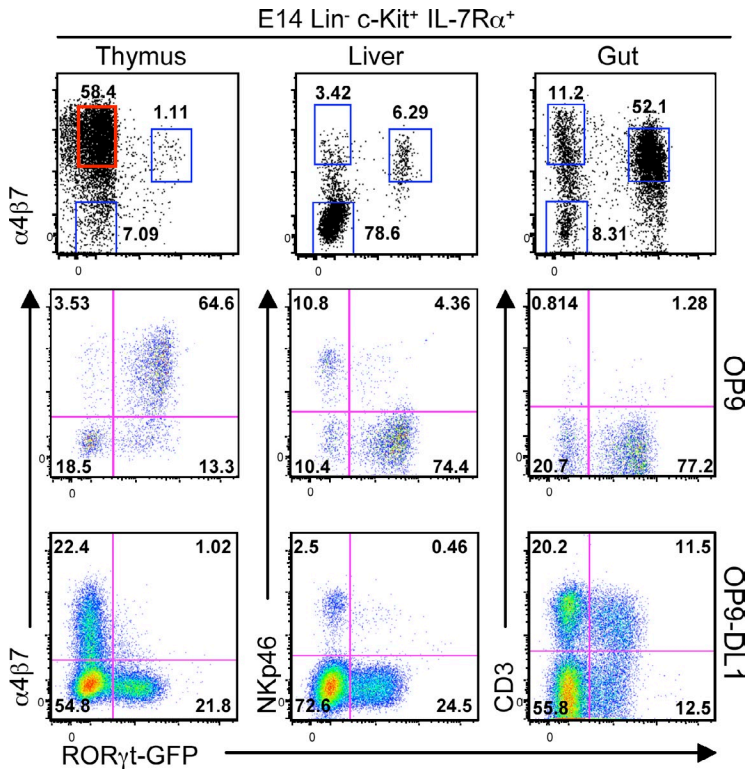 E14 Lin- c-Kit+ IL-7Rα+
Thymus Liver Gut
58.4 1.11 7.09
3.42 6.29 78.6
11.2 52.1 8.31
α4β7
0 0
0 0
0 0
3.53 64.6
18.5 13.3
10.8 4.36
10.4 74.4
0.814 1.28
20.7 77.2
OP9
0 0
0 0
0 0
22.4 1.02
54.8 21.8
2.5 0.46
72.6 24.5
20.2 11.5
55.8 12.5
OP9-DL1
α4β7
NKp46
CD3
0 0
0 0
0 0
RORγt-GFP